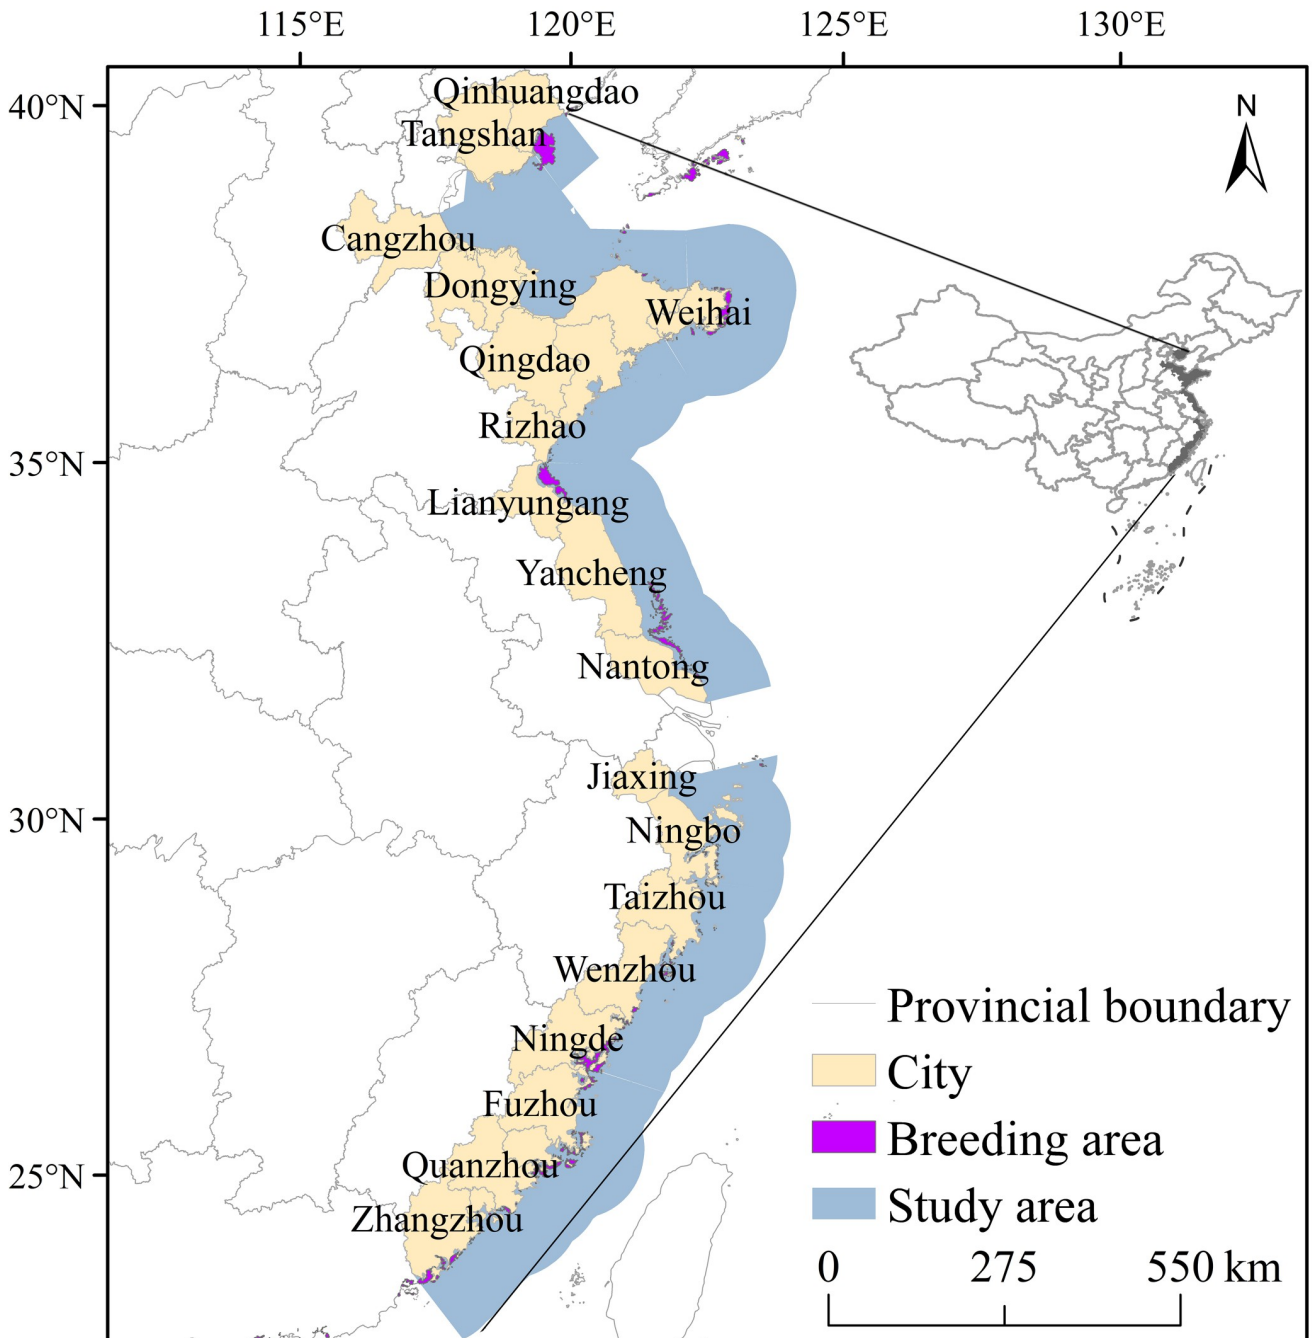 115°E 120°E 125°E 130°E
N
40°N
Qinhuangdao
Tangshan
Cangzhou
Dongying
Weihai
Qingdao
Rizhao
35°N
Lianyungang
Yancheng
Nantong
Jiaxing
30°N
Ningbo
Taizhou
Wenzhou
Ningde
Fuzhou
25°N
Quanzhou
Zhangzhou
Provincial boundary
City
Breeding area
Study area
0 275 550 km